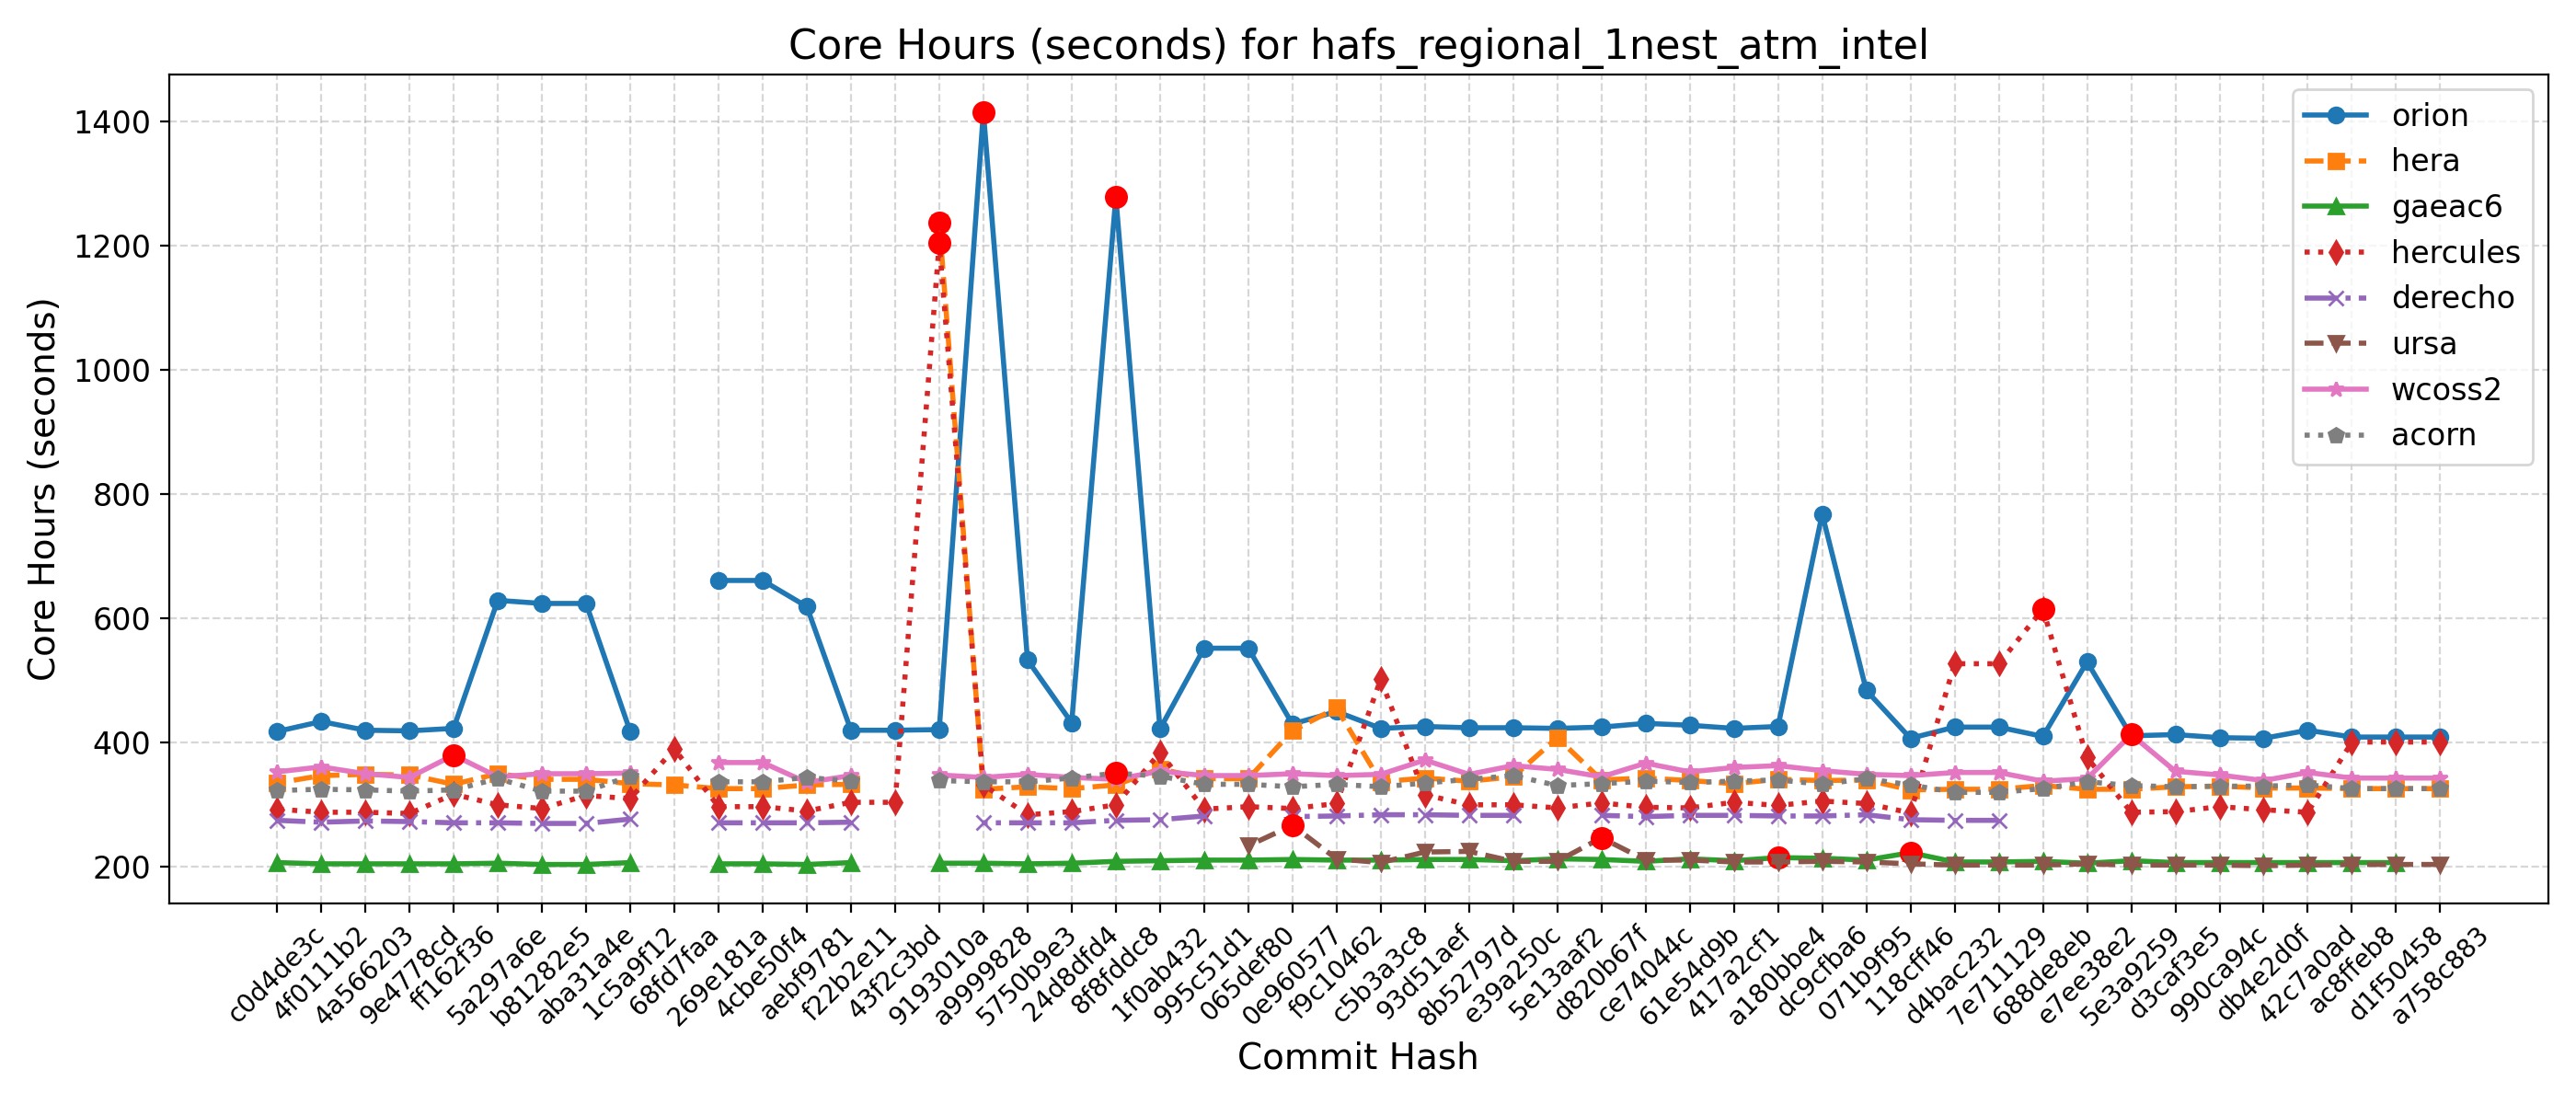 Core Hours (seconds) for hafs_regional_1nest_atm_intel
Core Hours (seconds)
1400
1200
1000
800
600
400
200
orion
hera
gaeac6
hercules
derecho
ursa
wcoss2
acorn
c0d4de3c
4f0111b2
4a566203
9e4778cd
ff162f36
5a297a6e
b81282e5
aba31a4e
1c5a9f12
68fd7faa
269e181a
4cbe50f4
aebf9781
f22b2e11
43f2c3bd
9193010a
a9999828
5750b9e3
24d8dfd4
8f8fddc8
1f0ab432
995c51d1
065def80
0e960577
f9c10462
c5b3a3c8
93d51aef
8b52797d
e39a250c
5e13aaf2
d820b67f
ce74044c
61e54d9b
417a2cf1
a180bbe4
dc9cfba6
071b9f95
118cff46
d4bac232
7e711129
688de8eb
e7ee38e2
5e3a9259
d3caf3e5
990ca94c
db4e2d0f
42c7a0ad
ac8ffeb8
d1f50458
a758c883
Commit Hash